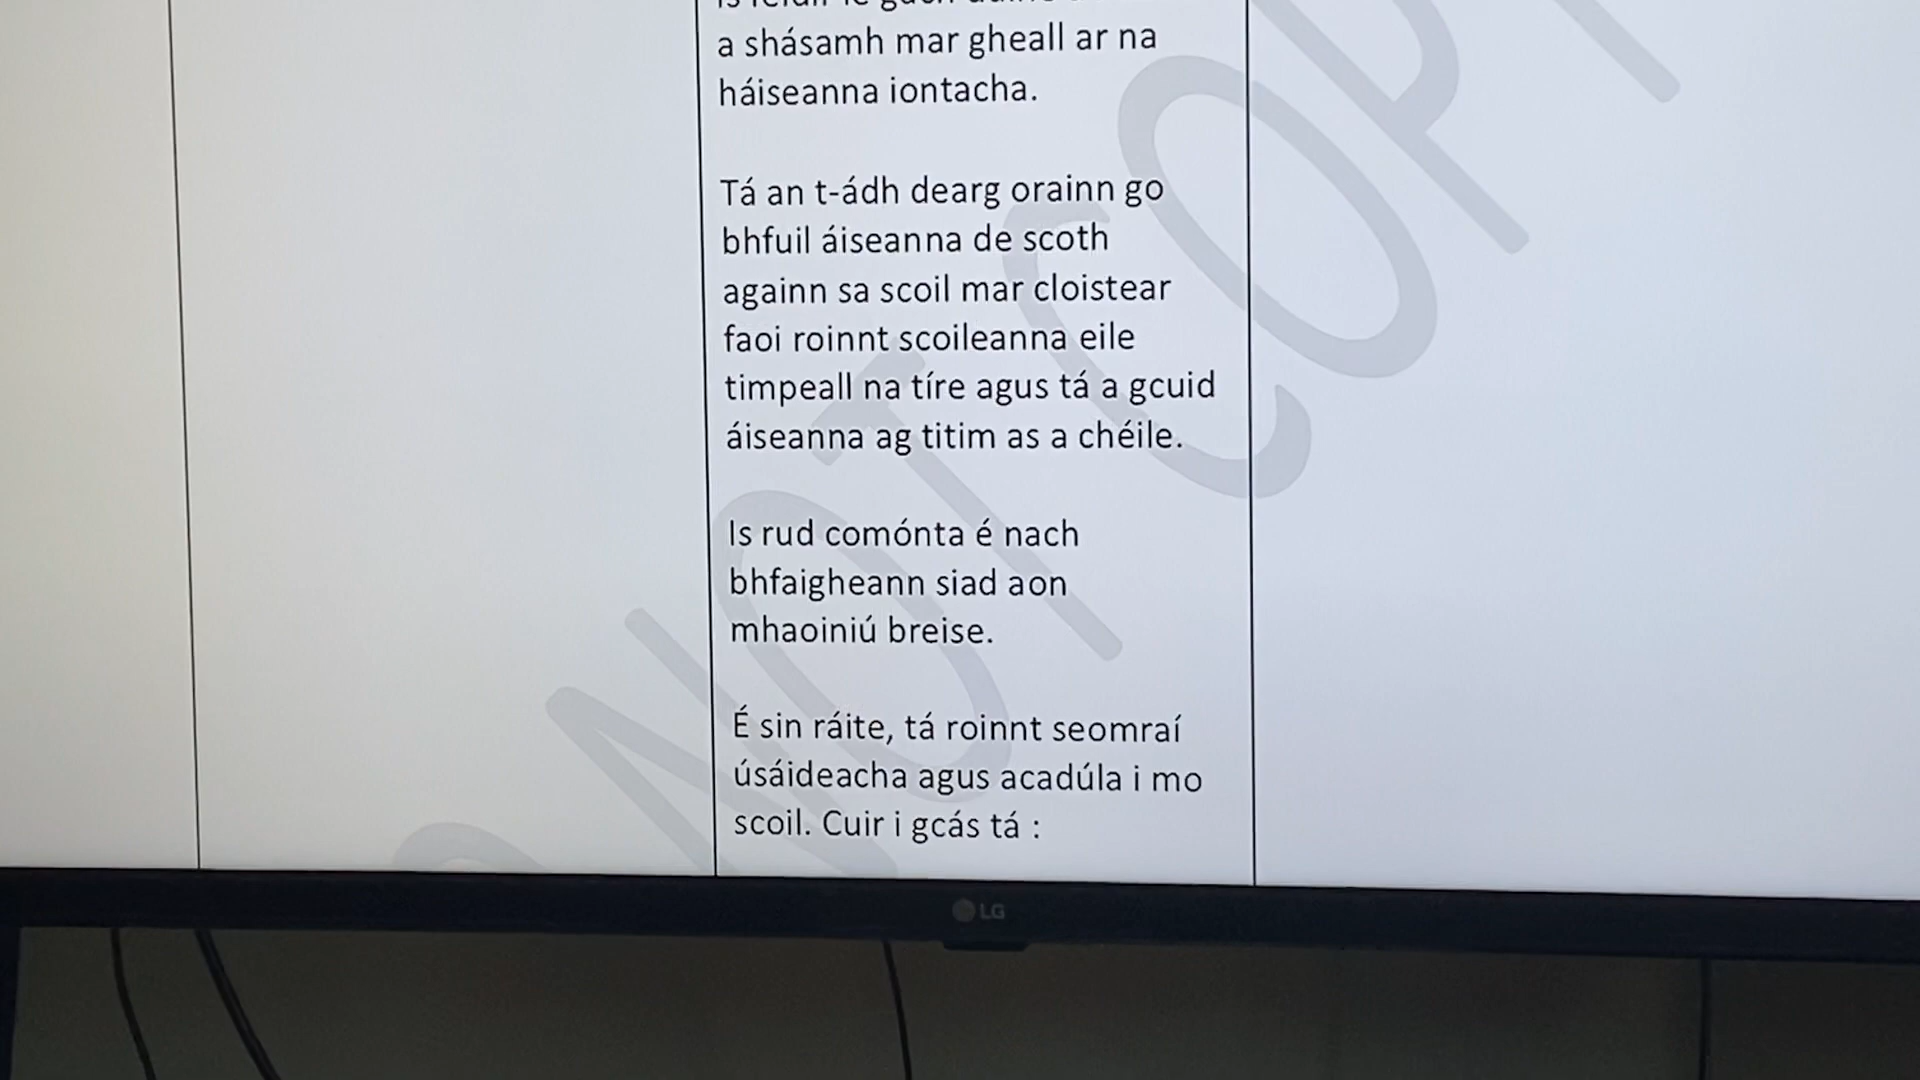 a shásamh mar gheall ar na
háiseanna iontacha.
Tá an t-ádh dearg orainn go
bhfuil áiseanna de scoth
againn sa scoil mar cloistear
faoi roinnt scoileanna eile
timpeall na tíre agus tá a gcuid
áiseanna ag titim as a chéile.
Is rud comónta é nach
bhfaigheann siad aon
mhaoiniú breise.
É sin ráite, tá roinnt seomraí
úsáideacha agus acadúla i mo
scoil. Cuir i gcás tá :
NOT COPY
LG